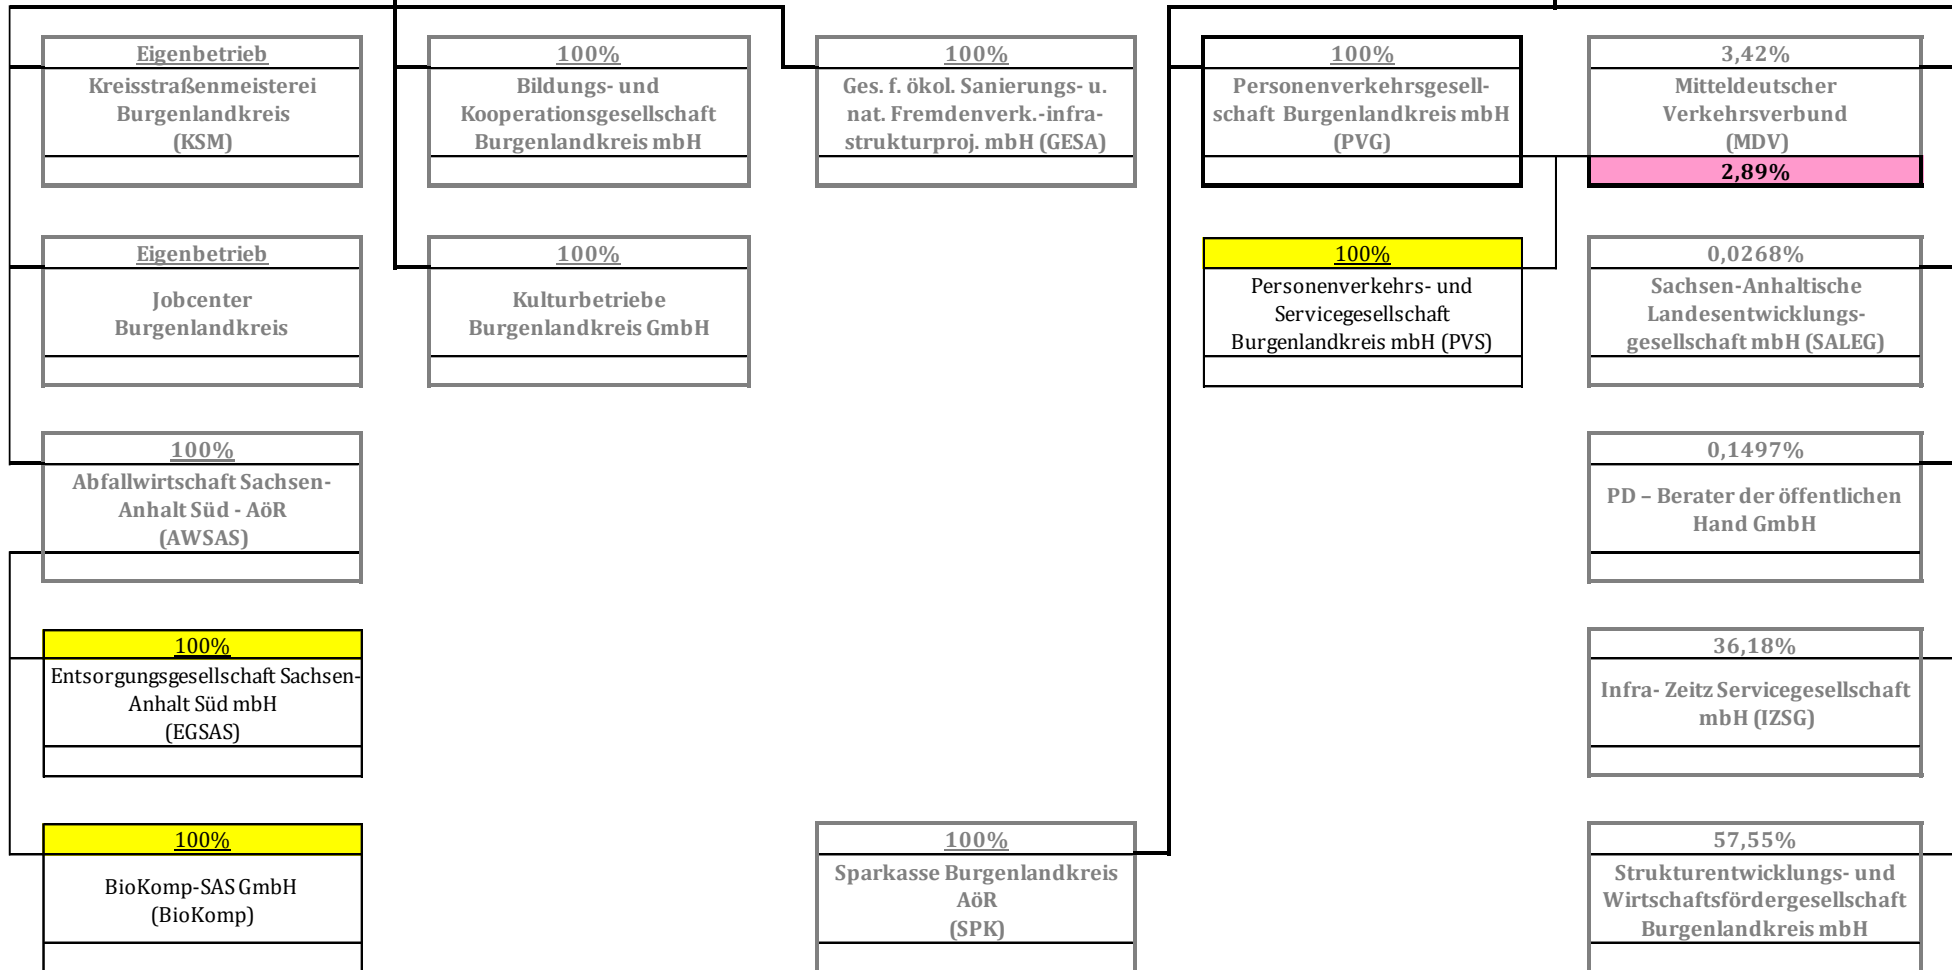 Eigenbetrieb
Kreisstraßenmeisterei
Burgenlandkreis
(KSM)
100%
Bildungs- und
Kooperationsgesellschaft
Burgenlandkreis mbH
100%
Ges. f. ökol. Sanierungs- u.
nat. Fremdenverk.-infra-
strukturproj. mbH (GESA)
100%
Personenverkehrsgesell-
schaft Burgenlandkreis mbH
(PVG)
3,42%
Mitteldeutscher
Verkehrsverbund
(MDV)
2,89%
Eigenbetrieb
Jobcenter
Burgenlandkreis
100%
Kulturbetriebe
Burgenlandkreis GmbH
100%
Personenverkehrs- und
Servicegesellschaft
Burgenlandkreis mbH (PVS)
0,0268%
Sachsen-Anhaltische
Landesentwicklungs-
gesellschaft mbH (SALEG)
100%
Abfallwirtschaft Sachsen-
Anhalt Süd - AöR
(AWSAS)
0,1497%
PD – Berater der öffentlichen
Hand GmbH
100%
Entsorgungsgesellschaft Sachsen-
Anhalt Süd mbH
(EGSAS)
36,18%
Infra- Zeitz Servicegesellschaft
mbH (IZSG)
100%
BioKomp-SAS GmbH
(BioKomp)
100%
Sparkasse Burgenlandkreis
AöR
(SPK)
57,55%
Strukturentwicklungs- und
Wirtschaftsfördergesellschaft
Burgenlandkreis mbH